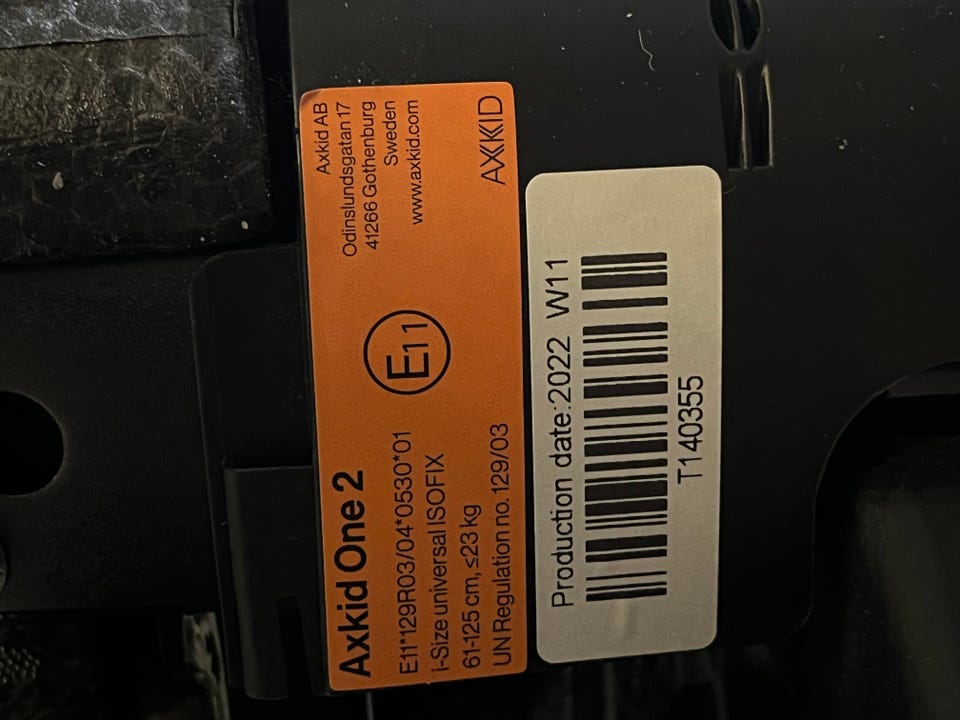 Axkid One 2
E11*129R03/04*0530*01
I-Size universal ISOFIX
61-125 cm, ≤23 kg
UN Regulation no. 129/03
E11
Axkid AB
Odinslundsgatan 17
41266 Gothenburg
Sweden
www.axkid.com
AXKID
Production date:2022 W11
T140355